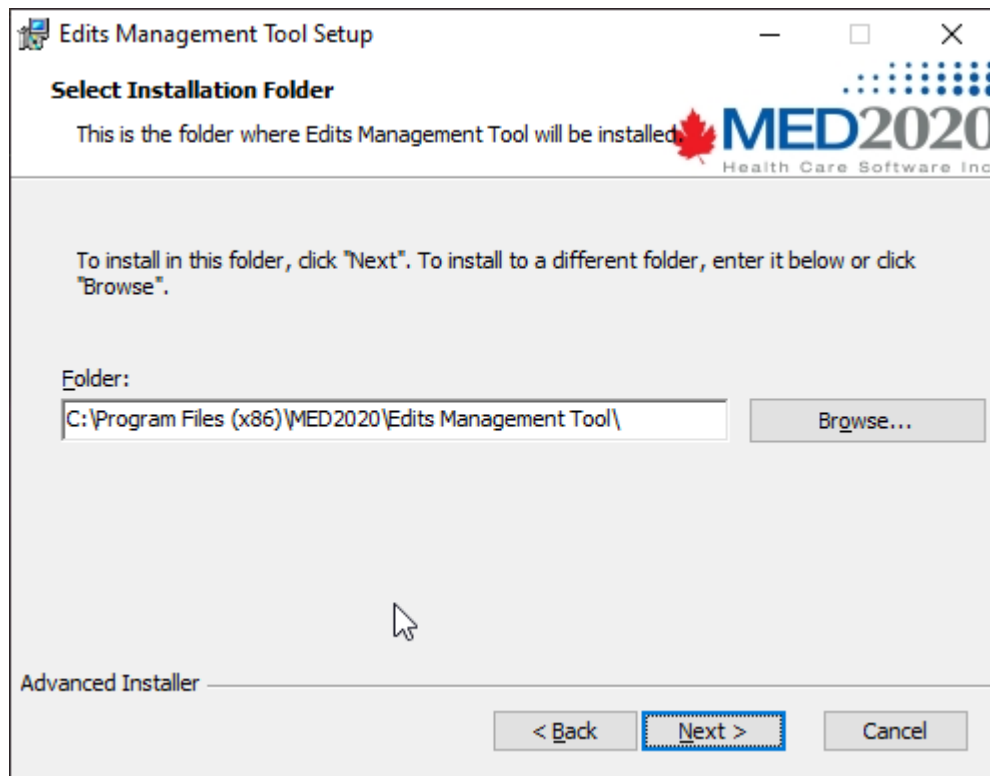 Edits Management Tool Setup
Select Installation Folder
This is the folder where Edits Management Tool will be installed.
MED2020
Health Care Software Inc
To install in this folder, click "Next". To install to a different folder, enter it below or click
"Browse".
Folder:
C:\Program Files (x86)\MED2020\Edits Management Tool\
Browse...
Advanced Installer
< Back
Next >
Cancel